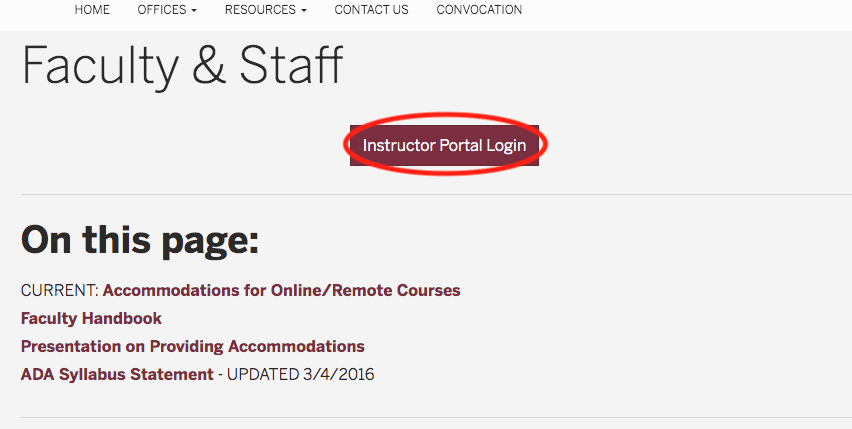 HOME OFFICES RESOURCES CONTACT US CONVOCATION
Faculty & Staff
Instructor Portal Login
On this page:
CURRENT: Accommodations for Online/Remote Courses
Faculty Handbook
Presentation on Providing Accommodations
ADA Syllabus Statement - UPDATED 3/4/2016